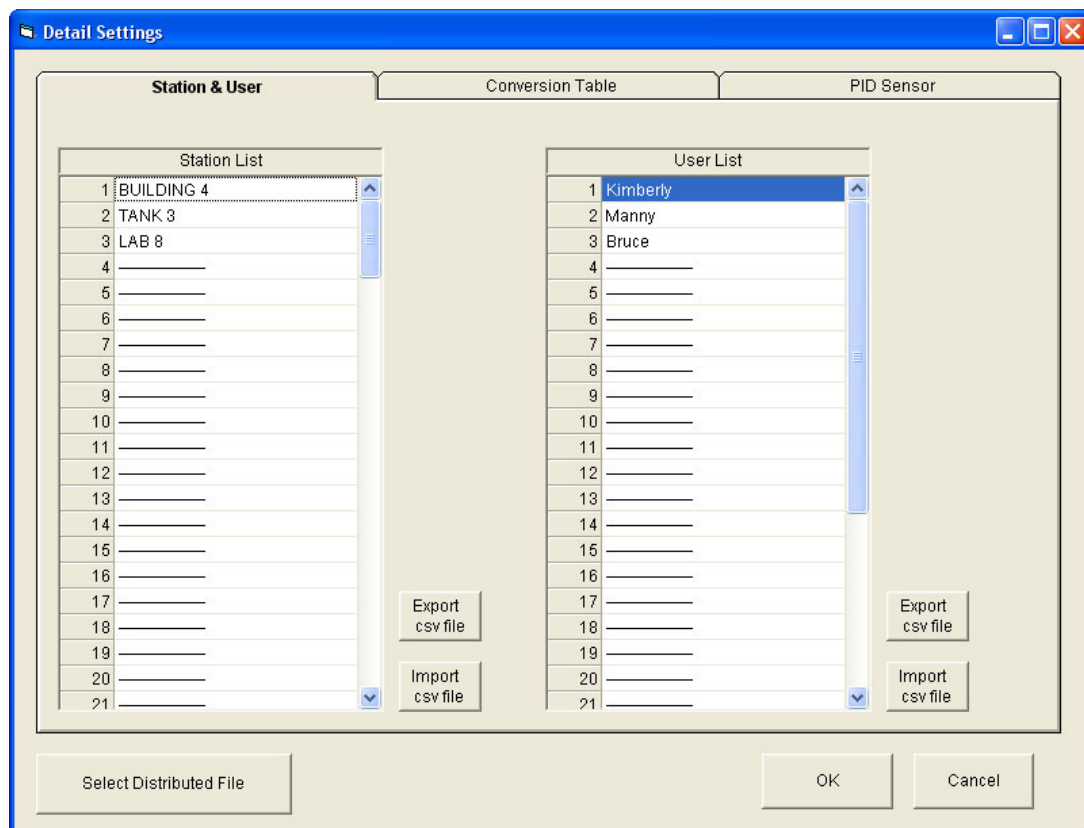 Detail Settings
Station & User
Conversion Table
PID Sensor
Station List
1 BUILDING 4
2 TANK 3
3 LAB 8
4
5
6
7
8
9
10
11
12
13
14
15
16
17
18
19
20
21
Export
csv file
Import
csv file
User List
1 Kimberly
2 Manny
3 Bruce
4
5
6
7
8
9
10
11
12
13
14
15
16
17
18
19
20
21
Export
csv file
Import
csv file
Select Distributed File
OK
Cancel